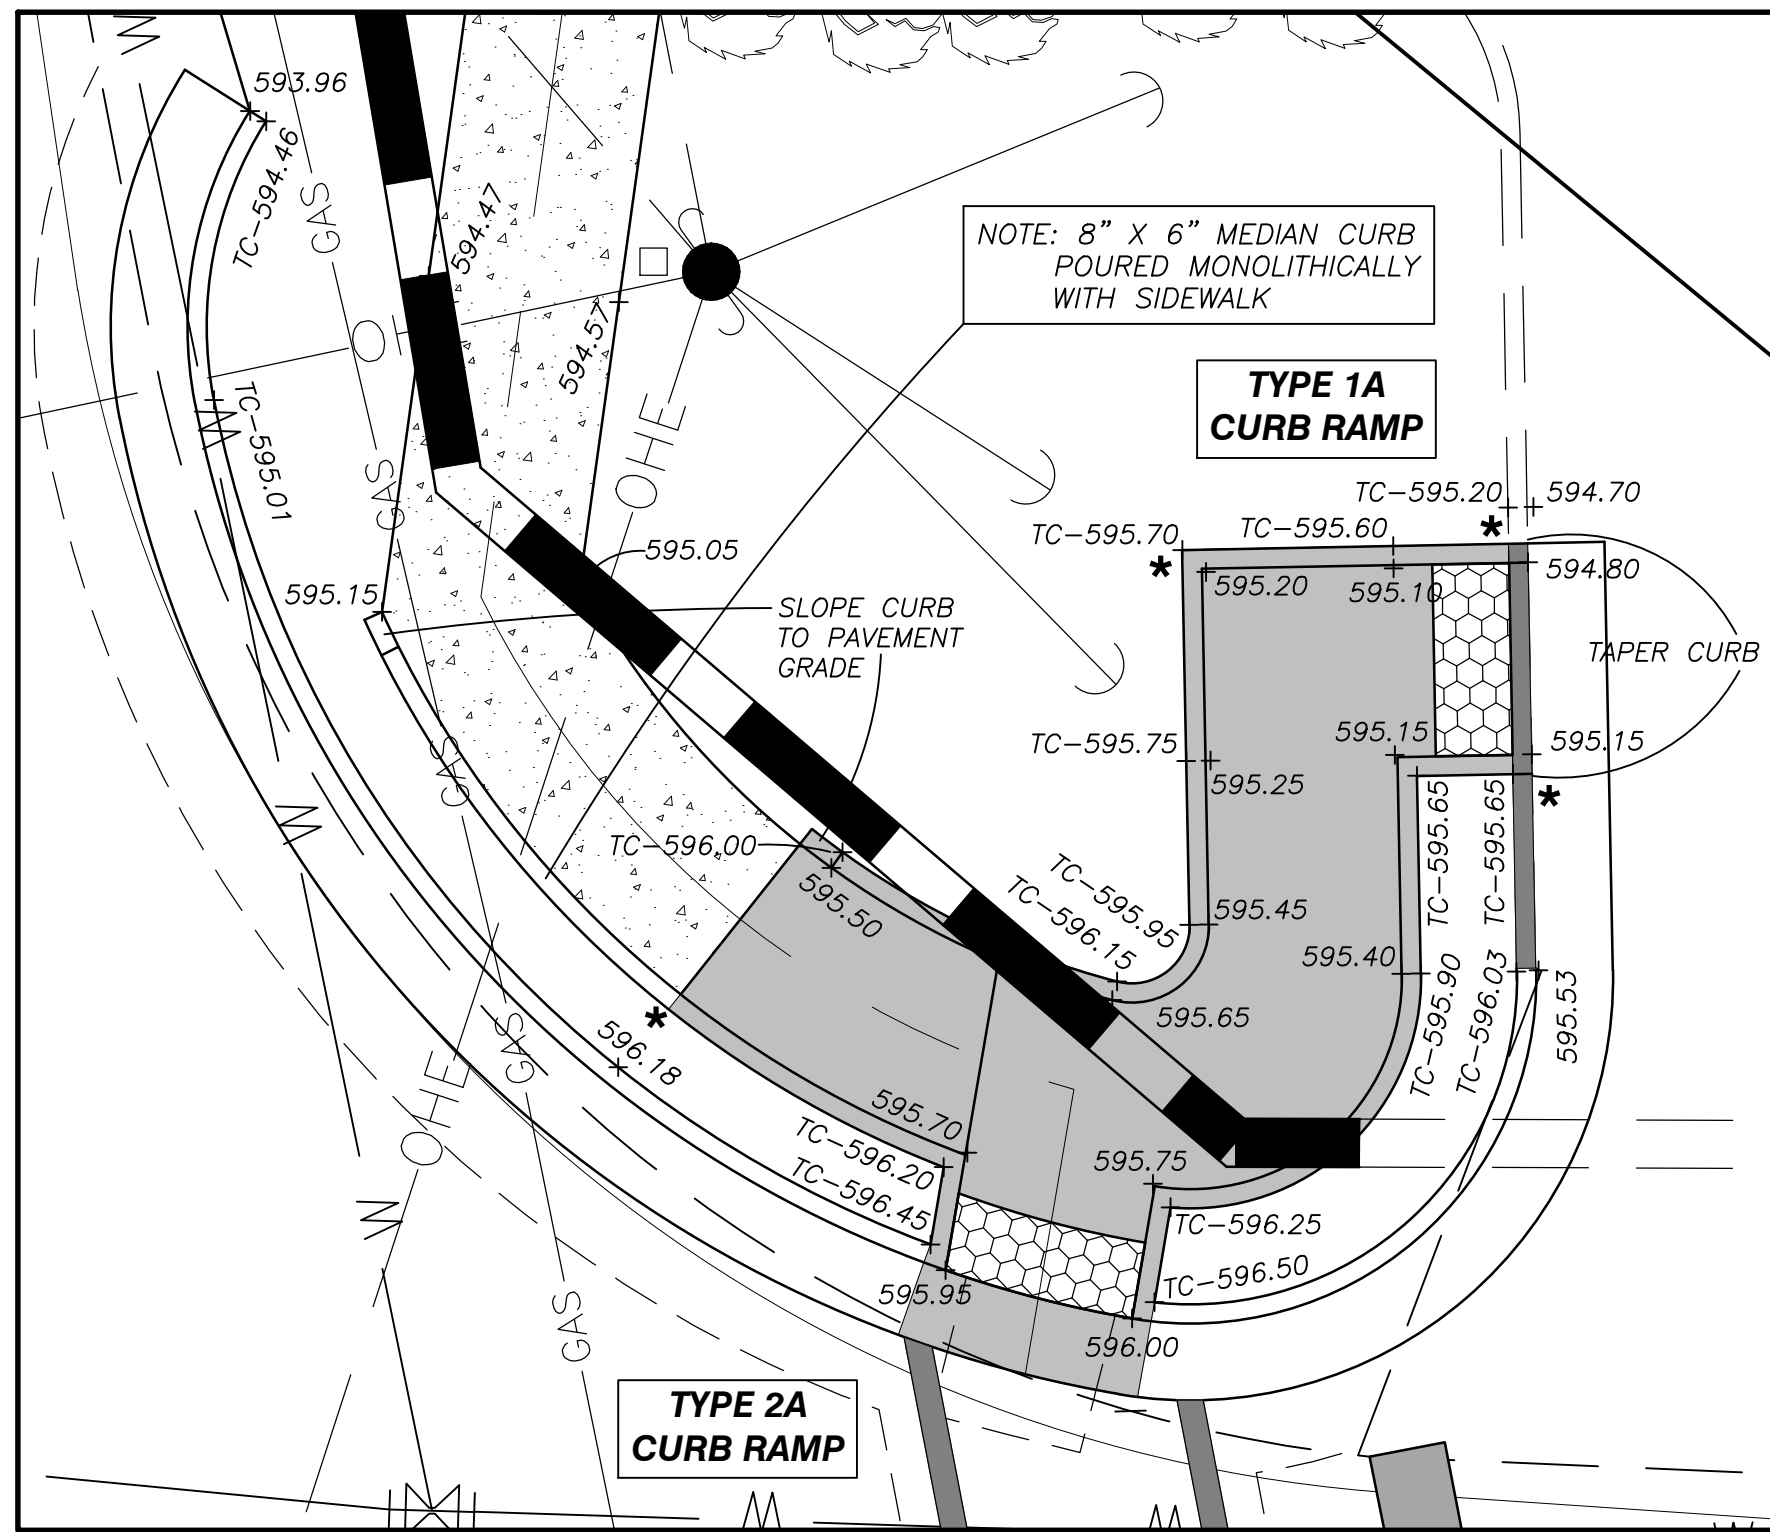 593.96
TC-594.46
GAS
594.47
594.57
O
OHE
NOTE: 8" X 6" MEDIAN CURB
POURED MONOLITHICALLY
WITH SIDEWALK
TYPE 1A
CURB RAMP
W
W
TC-595.01
GAS
TC-595.20
594.70
*
TC-595.70
TC-595.60
*
595.05
594.80
595.20
595.10
595.15
SLOPE CURB
TO PAVEMENT
GRADE
TAPER CURB
TC-595.75
595.15
595.15
595.25
GAS
TC-595.65
TC-595.65
*
W
TC-596.00
595.50
TC-595.95
TC-596.15
595.45
595.40
TC-595.90
TC-596.03
595.53
595.65
*
596.18
GAS
OHE
595.70
TC-596.20
TC-596.45
595.75
TC-596.25
TC-596.50
W
595.95
596.00
GAS
TYPE 2A
CURB RAMP